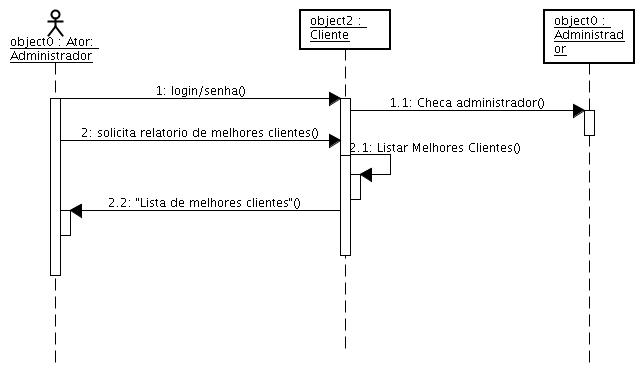 object0 : Ator:
Administrador
object2 :
Cliente
object0 :
Administrad
or
1: login/senha()
1.1: Checa administrador()
2: solicita relatorio de melhores clientes()
2.1: Listar Melhores Clientes()
2.2: "Lista de melhores clientes"()